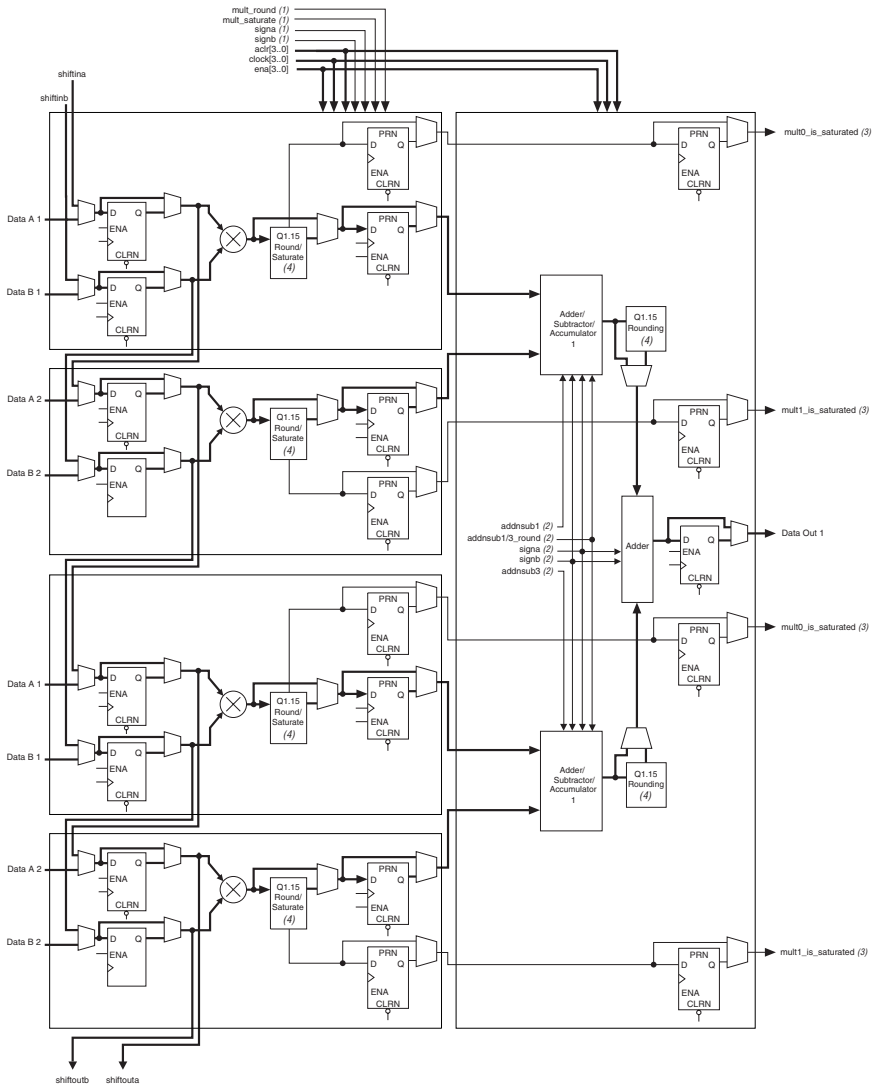 mult_round (1)
mult_saturate (1)
signa (1)
signb (1)
aclr[3..0]
clock[3..0]
ena[3..0]
shiftina
shiftinb
PRN
D Q
ENA
CLRN
PRN
D Q
ENA
CLRN
mult0_is_saturated (3)
Data A 1
D Q
ENA
CLRN
Q1.15
Round/
Saturate
(4)
PRN
D Q
ENA
CLRN
Data B 1
D Q
ENA
CLRN
Adder/
Subtractor/
Accumulator
1
Q1.15
Rounding
(4)
Data A 2
D Q
ENA
CLRN
Q1.15
Round/
Saturate
(4)
PRN
D Q
ENA
CLRN
PRN
D Q
ENA
CLRN
mult1_is_saturated (3)
Data B 2
D Q
ENA
PRN
D Q
ENA
CLRN
addnsub1 (2)
addnsub1/3_round (2)
signa (2)
signb (2)
addnsub3 (2)
Adder
D Q
ENA
CLRN
Data Out 1
PRN
D Q
ENA
CLRN
PRN
D Q
ENA
CLRN
mult0_is_saturated (3)
Data A 1
D Q
ENA
CLRN
Q1.15
Round/
Saturate
(4)
PRN
D Q
ENA
CLRN
Data B 1
D Q
ENA
CLRN
Adder/
Subtractor/
Accumulator
1
Q1.15
Rounding
(4)
Data A 2
D Q
ENA
CLRN
Q1.15
Round/
Saturate
(4)
PRN
D Q
ENA
CLRN
Data B 2
D Q
ENA
PRN
D Q
ENA
CLRN
PRN
D Q
ENA
CLRN
mult1_is_saturated (3)
shiftoutb
shiftouta